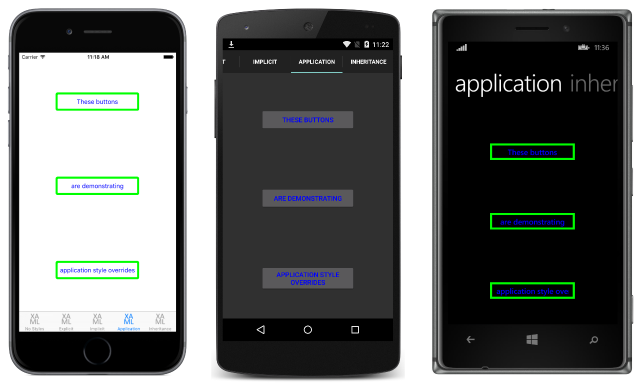 Carrier 11:18 AM
These buttons
are demonstrating
application style overrides
XA ML XA ML XA ML XA ML XA ML
No Styles Explicit Implicit Application Inheritance
11:22
T IMPLICIT APPLICATION INHERITANCE
THESE BUTTONS
ARE DEMONSTRATING
APPLICATION STYLE
OVERRIDES
11:36
application inher
These buttons
are demonstrating
application style over